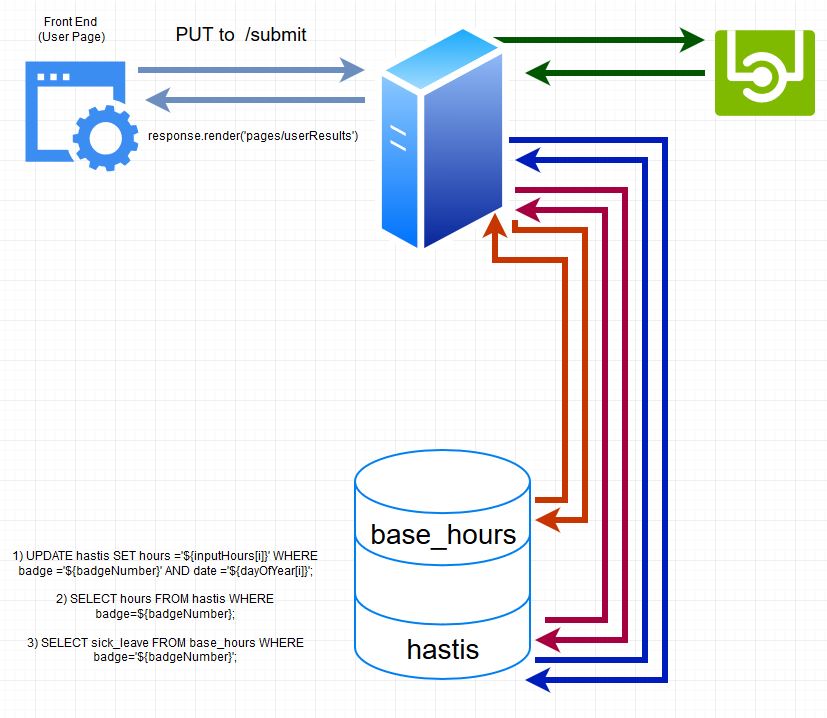 Front End
(User Page)
PUT to /submit
response.render('pages/userResults')
base_hours
1) UPDATE hastis SET hours ='${inputHours[i]}' WHERE
badge ='${badgeNumber}' AND date ='${dayOfYear[i]}';
2) SELECT hours FROM hastis WHERE
badge=${badgeNumber};
3) SELECT sick_leave FROM base_hours WHERE
badge='${badgeNumber}';
hastis